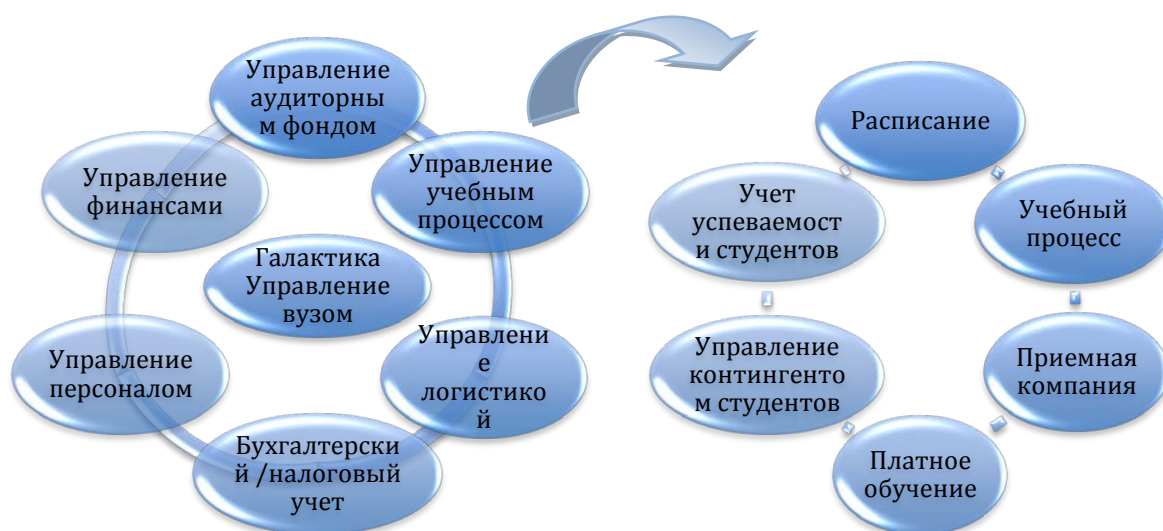 Управление
аудиторны
м фондом
Управление
финансами
Управление
учебным
процессом
Галактика
Управление
вузом
Управление
персоналом
Управлени
е
логистико
й
Бухгалтерски
й /налоговый
учет
Расписание
Учет
успеваемост
и студентов
Учебный
процесс
Управление
контингенто
м студентов
Приемная
компания
Платное
обучение